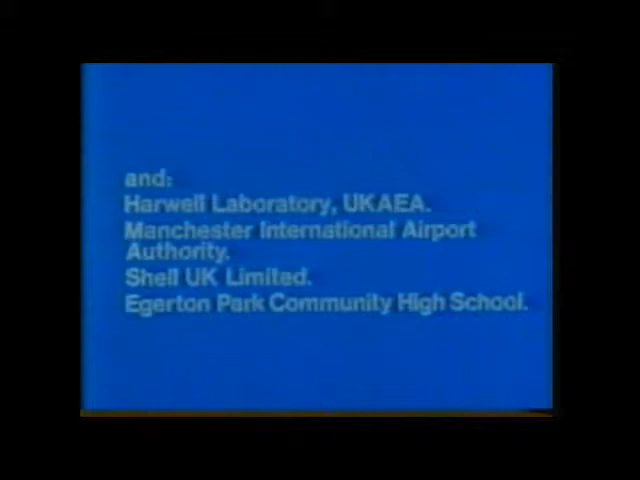 and:
Harwell Laboratory, UKAEA.
Manchester International Airport
Authority.
Shell UK Limited.
Egerton Park Community High School.